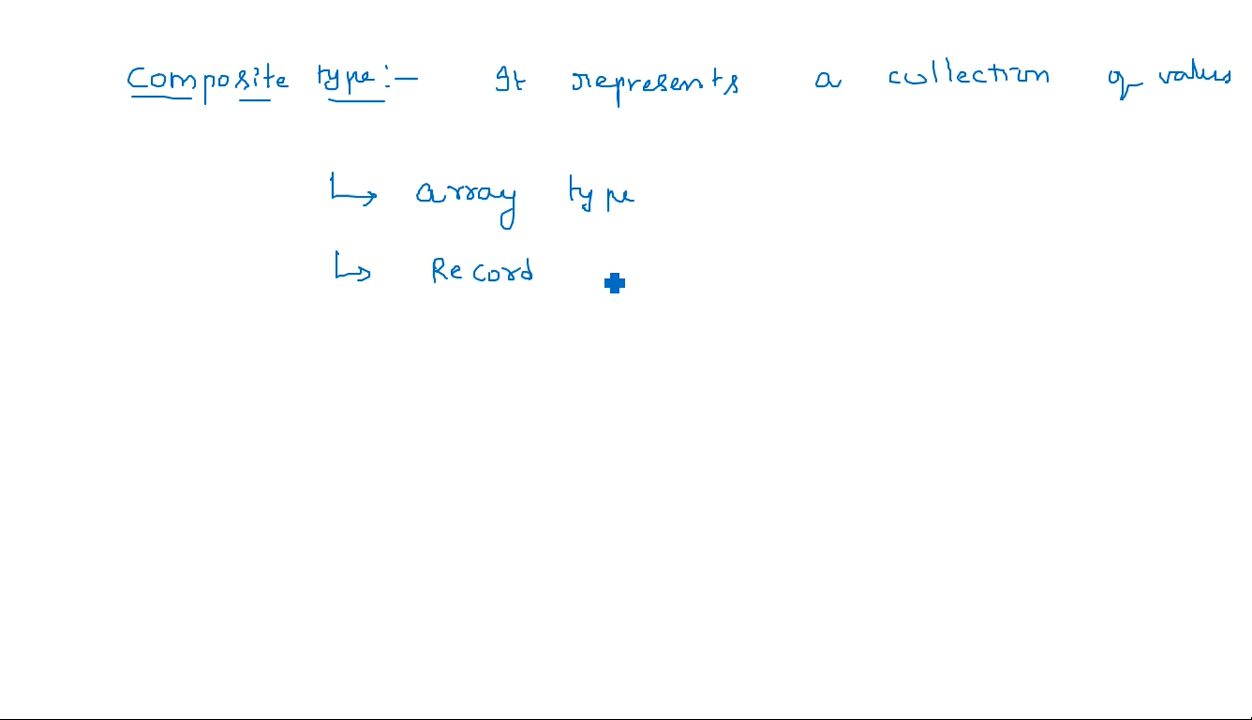 Composite type:- It represents a collection of values
↳ array type
↳ Record